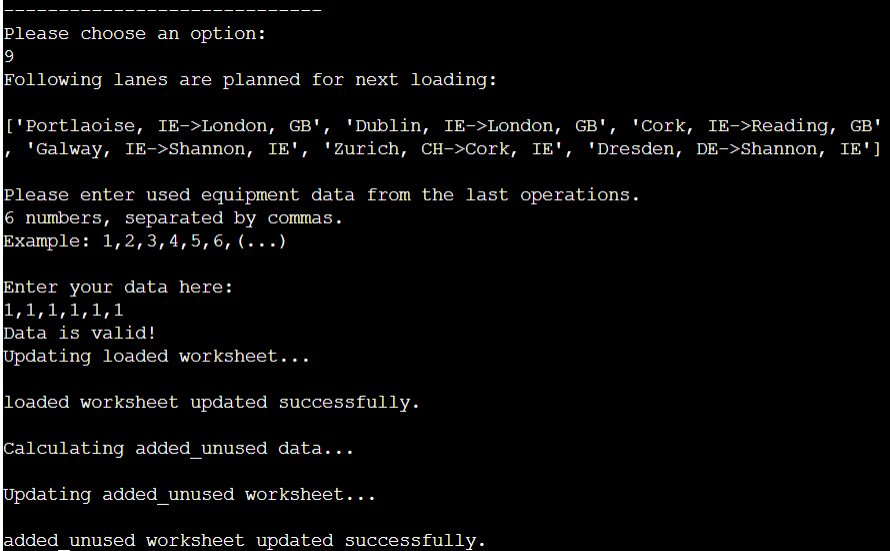 -----------------------------
Please choose an option:
9
Following lanes are planned for next loading:
['Portlaoise, IE->London, GB', 'Dublin, IE->London, GB', 'Cork, IE->Reading, GB'
, 'Galway, IE->Shannon, IE', 'Zurich, CH->Cork, IE', 'Dresden, DE->Shannon, IE']
Please enter used equipment data from the last operations.
6 numbers, separated by commas.
Example: 1,2,3,4,5,6,(...)
Enter your data here:
1,1,1,1,1,1
Data is valid!
Updating loaded worksheet...
loaded worksheet updated successfully.
Calculating added_unused data...
Updating added_unused worksheet...
added_unused worksheet updated successfully.